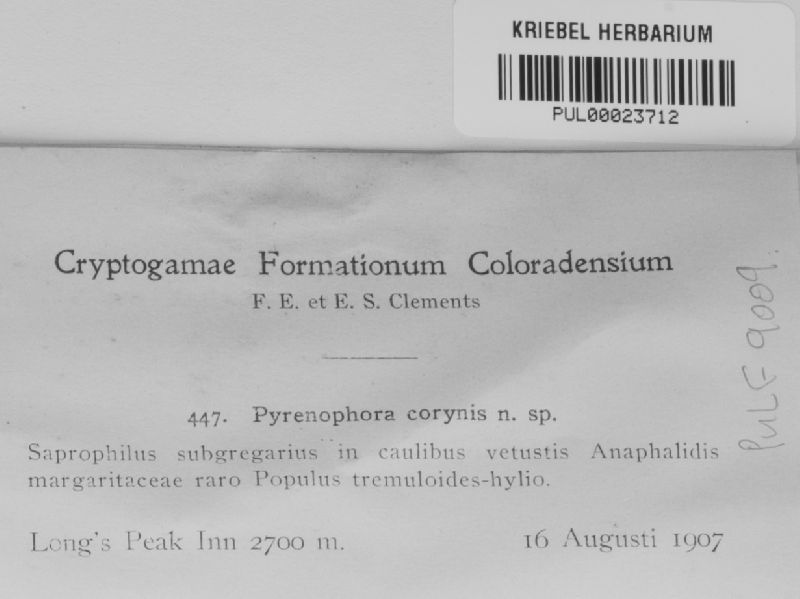 KRIEBEL HERBARIUM
PUL00023712
Cryptogamae Formationum Coloradensium
F. E. et E. S. Clements
447. Pyrenophora corynis n. sp.
Saprophilus subgregarius in caulibus vetustis Anaphalidis
margaritaceae raro Populus tremuloides-hylio.
Long's Peak Inn 2700 m. 16 Augusti 1907
PULF 9009.